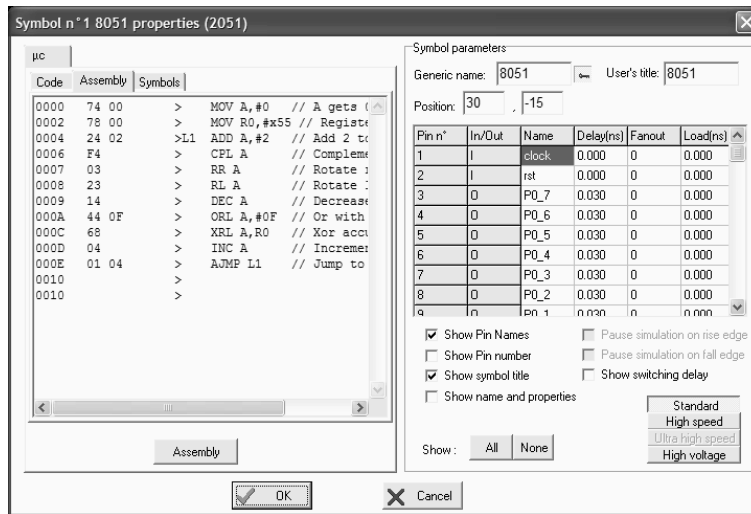 Symbol n°1 8051 properties (2051)
µc
Code Assembly Symbols
0000 74 00 > MOV A,#0 // A gets
0002 78 00 > MOV R0,#x55 // Registe
0004 24 02 >L1 ADD A,#2 // Add 2 to
0006 F4 > CPL A // Compleme
0007 03 > RR A // Rotate
0008 23 > RL A // Rotate
0009 14 > DEC A // Decrease
000A 44 0F > ORL A,#0F // Or with
000C 68 > XRL A,R0 // Xor accu
000D 04 > INC A // Incremen
000E 01 04 > AJMP L1 // Jump to
0010 >
0010 >
Assembly
Symbol parameters
Generic name: 8051 User's title: 8051
Position: 30 , -15
Pin n° In/Out Name Delay(ns) Fanout Load(ns)
1 I clock 0.000 0 0.000
2 I rst 0.000 0 0.000
3 O P0_7 0.030 0 0.000
4 O P0_6 0.030 0 0.000
5 O P0_5 0.030 0 0.000
6 O P0_4 0.030 0 0.000
7 O P0_3 0.030 0 0.000
8 O P0_2 0.030 0 0.000
9 O P0_1 0.030 0 0.000
Show Pin Names
Pause simulation on rise edge
Show Pin number
Pause simulation on fall edge
Show symbol title
Show switching delay
Show name and properties
Standard
High speed
Ultra high speed
High voltage
Show : All None
OK Cancel